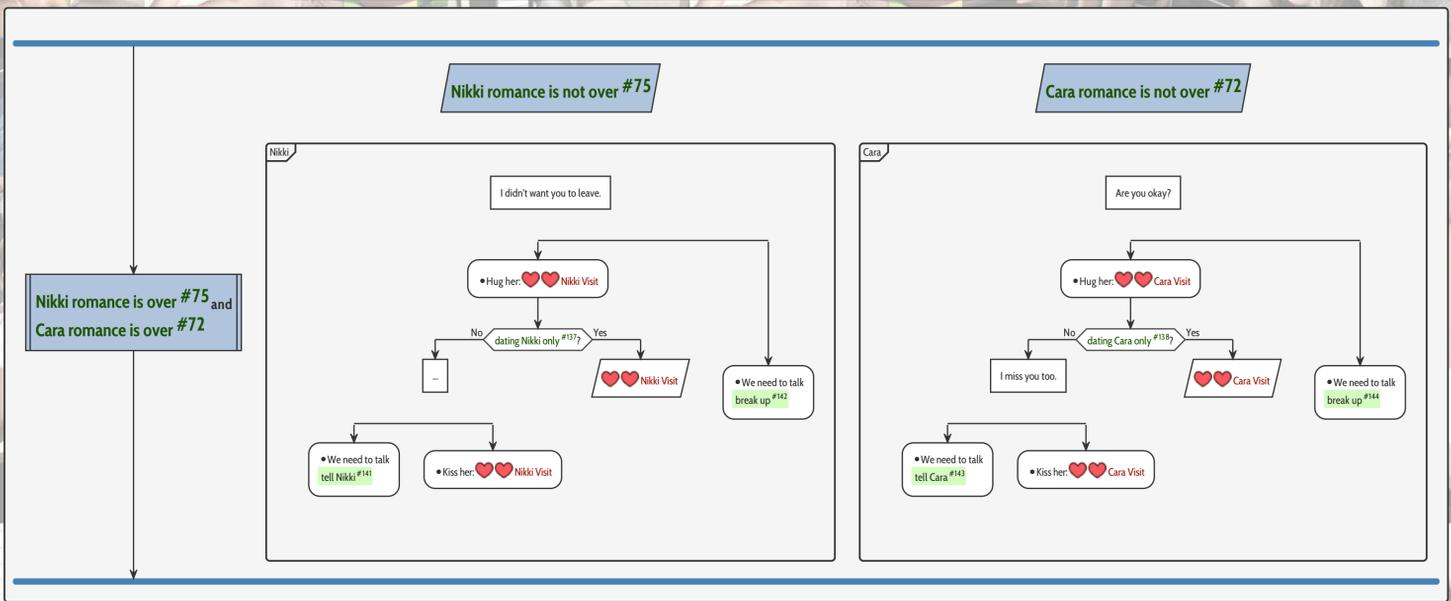 Nikki romance is not over #75
Cara romance is not over #72
Nikki romance is over #75 and
Cara romance is over #72
Nikki
I didn't want you to leave.
•Hug her: ❤❤ Nikki Visit
No
dating Nikki only #137?
Yes
...
❤❤ Nikki Visit
•We need to talk
break up #142
•We need to talk
tell Nikki #141
•Kiss her: ❤❤ Nikki Visit
Cara
Are you okay?
•Hug her: ❤❤ Cara Visit
No
dating Cara only #138?
Yes
I miss you too.
❤❤ Cara Visit
•We need to talk
break up #144
•We need to talk
tell Cara #143
•Kiss her: ❤❤ Cara Visit